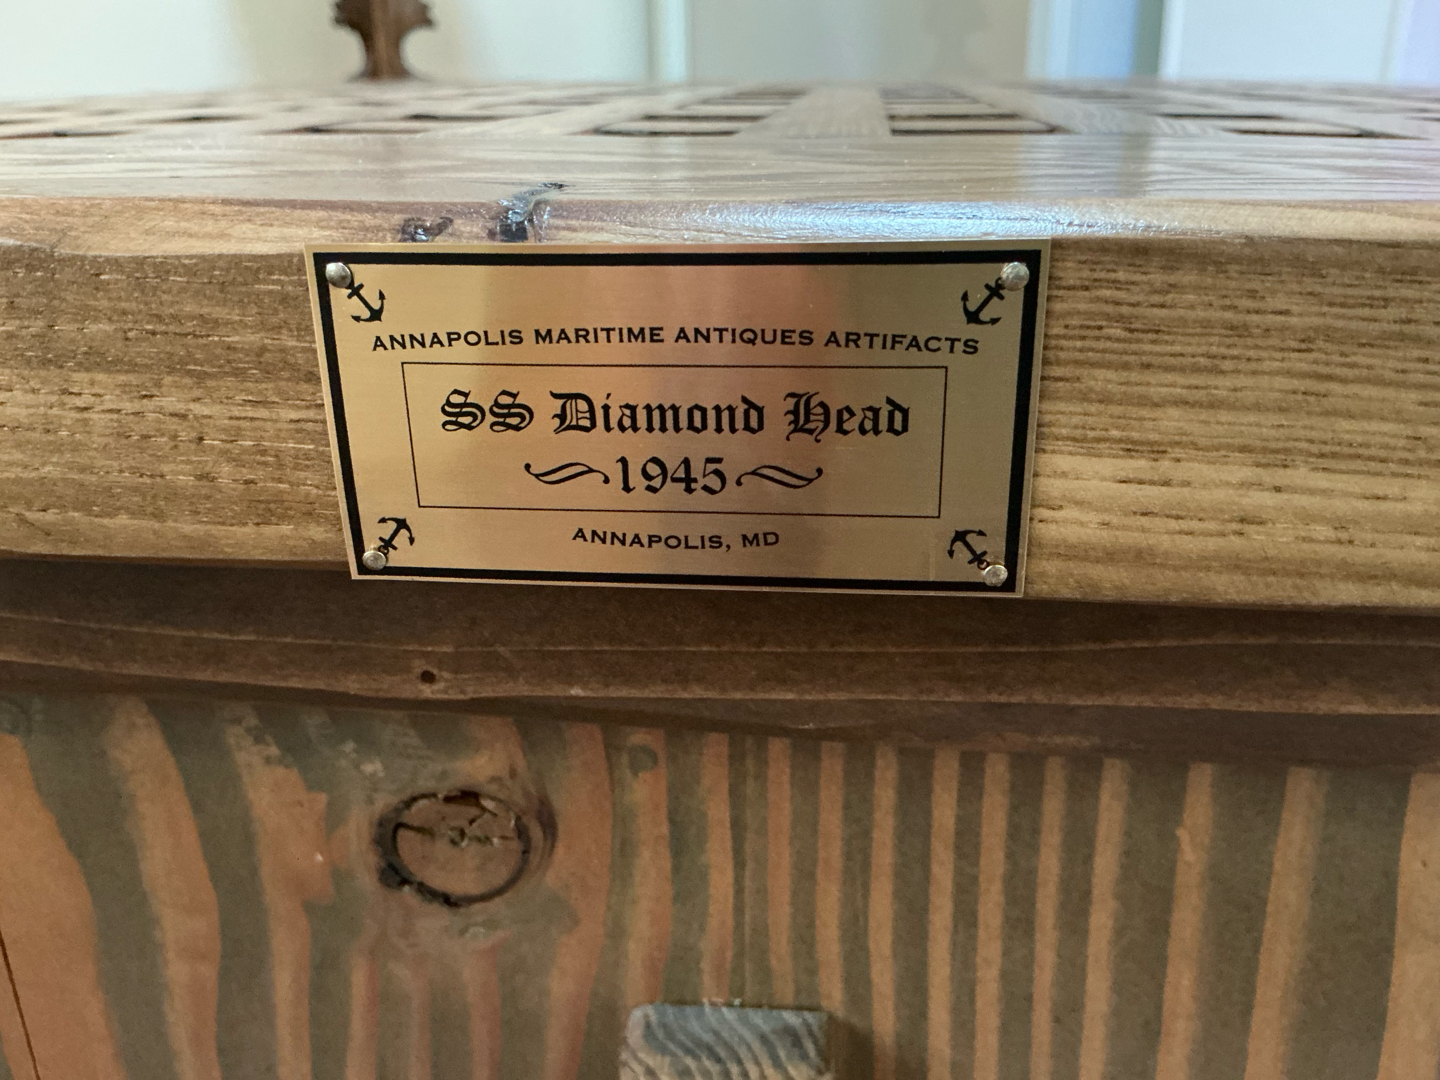 ANNAPOLIS MARITIME ANTIQUES ARTIFACTS
SS Diamond Head
1945
ANNAPOLIS, MD